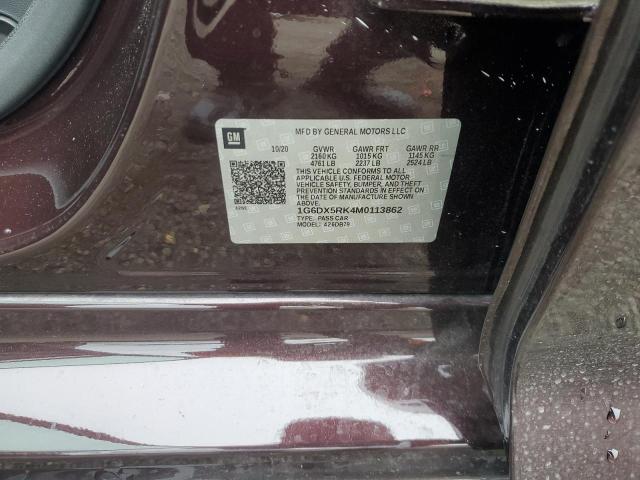 GM
MFD BY GENERAL MOTORS LLC
10/20 GVWR GAWR FRT GAWR RR
2160 KG 1015 KG 1145 KG
4761 LB 2237 LB 2524 LB
THIS VEHICLE CONFORMS TO ALL
APPLICABLE U.S. FEDERAL MOTOR
VEHICLE SAFETY, BUMPER, AND THEFT
PREVENTION STANDARDS IN EFFECT ON
THE DATE OF MANUFACTURE SHOWN
ABOVE.
1G6DX5RK4M0113862
TYPE: PASS CAR
MODEL: